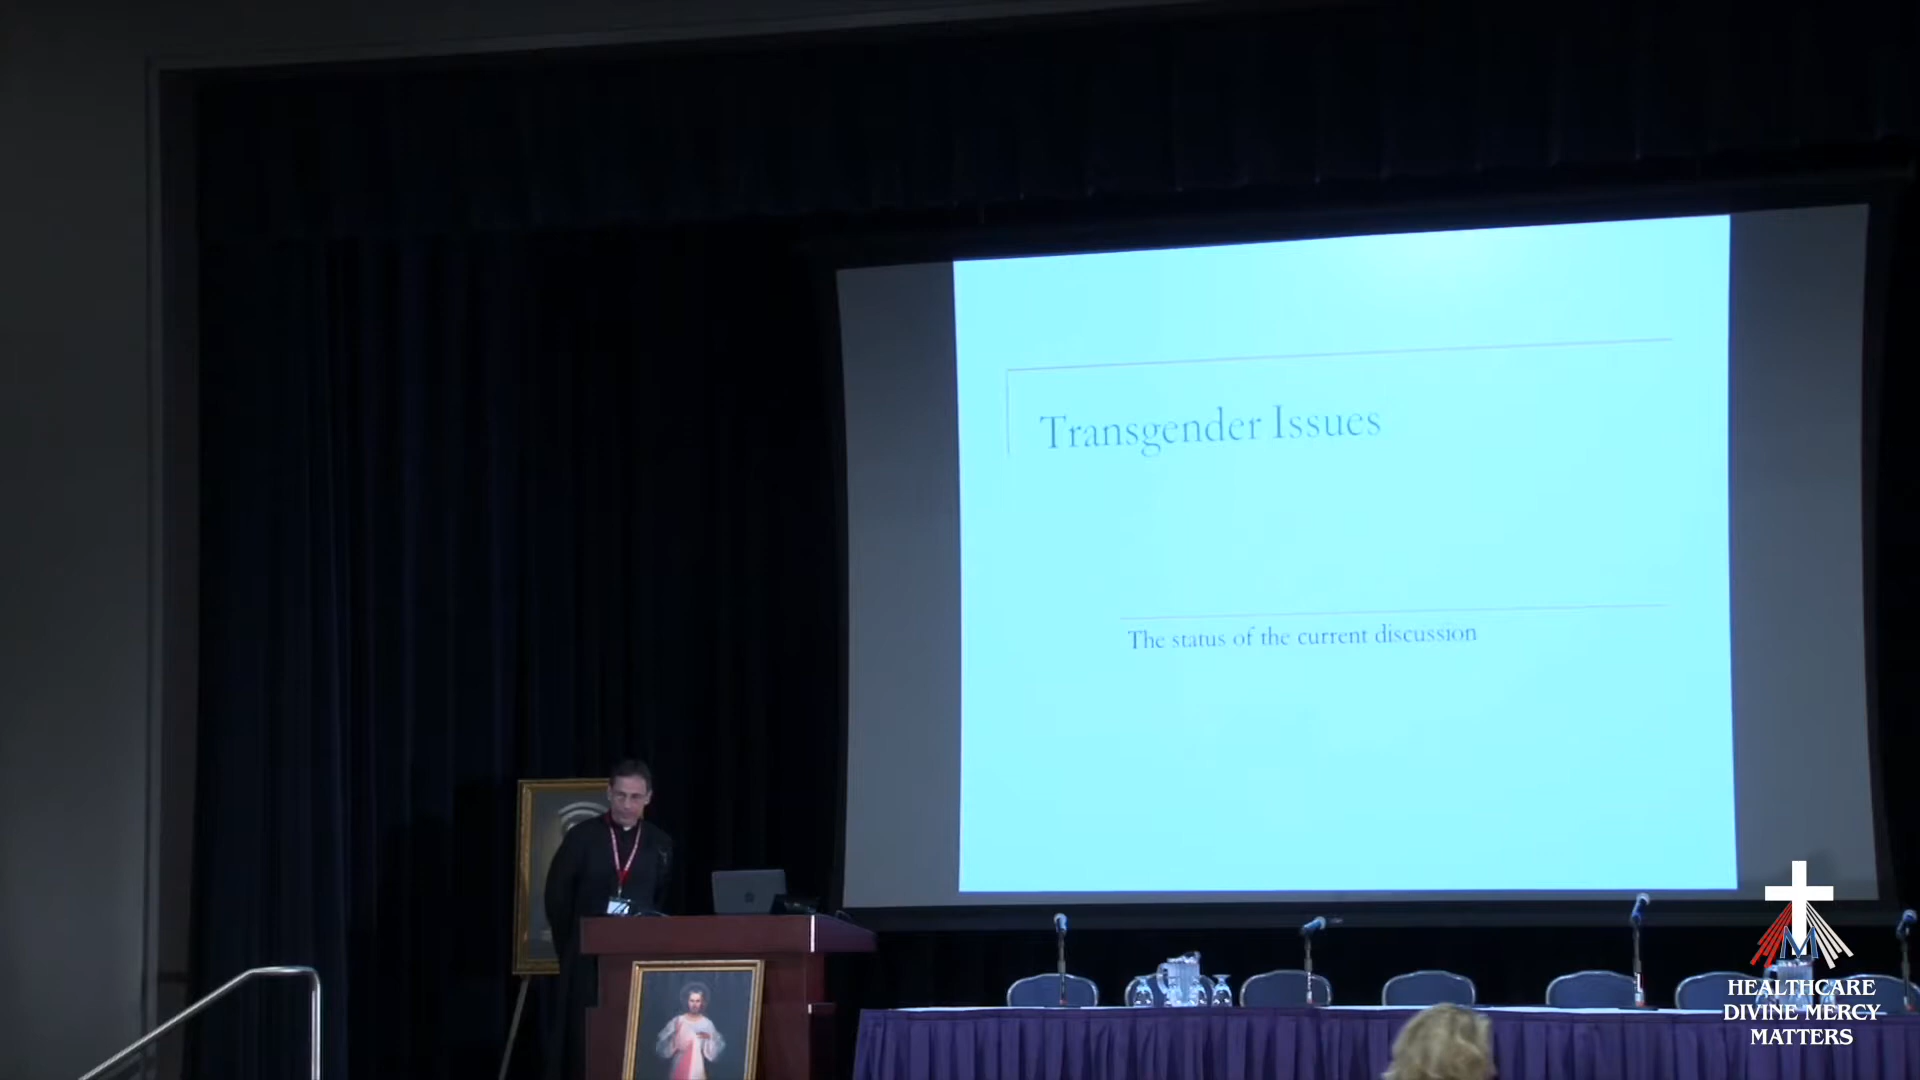 Transgender Issues
The status of the current discussion
HEALTHCARE
DIVINE MERCY
MATTERS